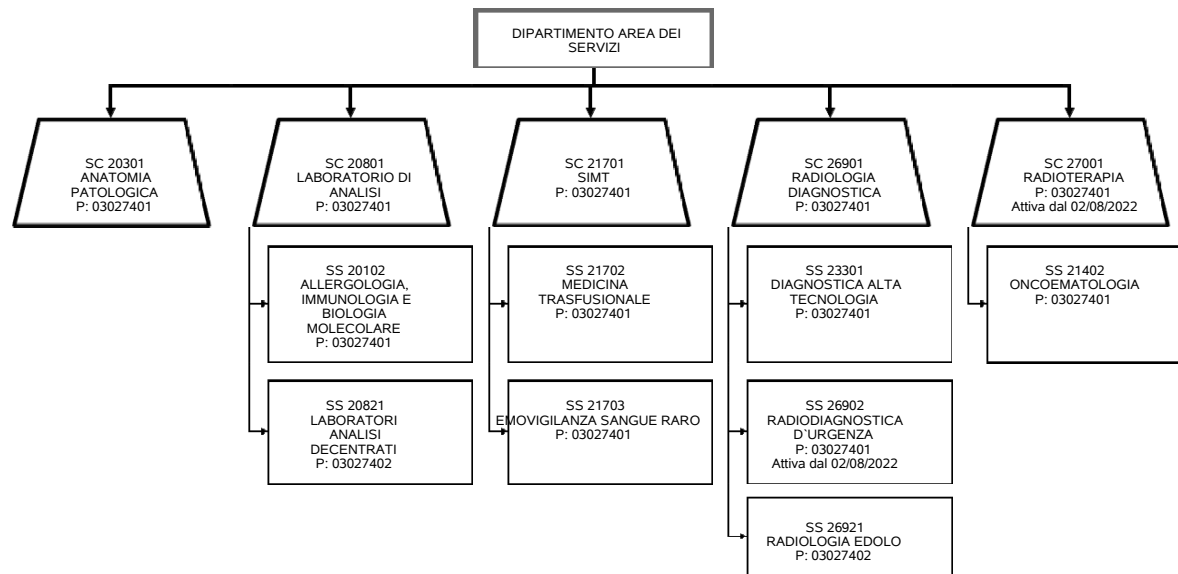 DIPARTIMENTO AREA DEI
SERVIZI
SC 20301
ANATOMIA
PATOLOGICA
P: 03027401
SC 20801
LABORATORIO DI
ANALISI
P: 03027401
SC 21701
SIMT
P: 03027401
SC 26901
RADIOLOGIA
DIAGNOSTICA
P: 03027401
SC 27001
RADIOTERAPIA
P: 03027401
Attiva dal 02/08/2022
SS 20102
ALLERGOLOGIA,
IMMUNOLOGIA E
BIOLOGIA
MOLECOLARE
P: 03027401
SS 21702
MEDICINA
TRASFUSIONALE
P: 03027401
SS 23301
DIAGNOSTICA ALTA
TECNOLOGIA
P: 03027401
SS 21402
ONCOEMATOLOGIA
P: 03027401
SS 20821
LABORATORI
ANALISI
DECENTRATI
P: 03027402
SS 21703
EMOVIGILANZA SANGUE RARO
P: 03027401
SS 26902
RADIODIAGNOSTICA
D`URGENZA
P: 03027401
Attiva dal 02/08/2022
SS 26921
RADIOLOGIA EDOLO
P: 03027402